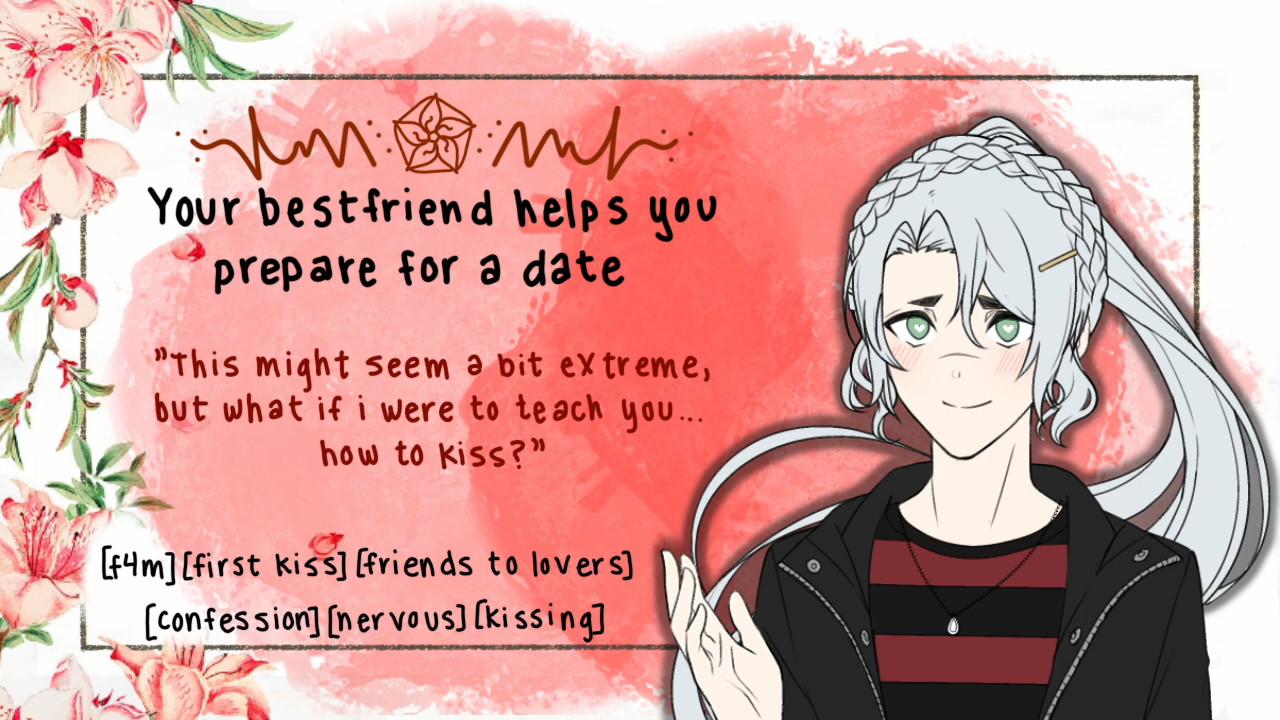 Your bestfriend helps you
prepare for a date
"This might seem a bit extreme,
but what if i were to teach you...
how to kiss?"
[f4m][first kiss][friends to lovers]
[confession][nervous][kissing]